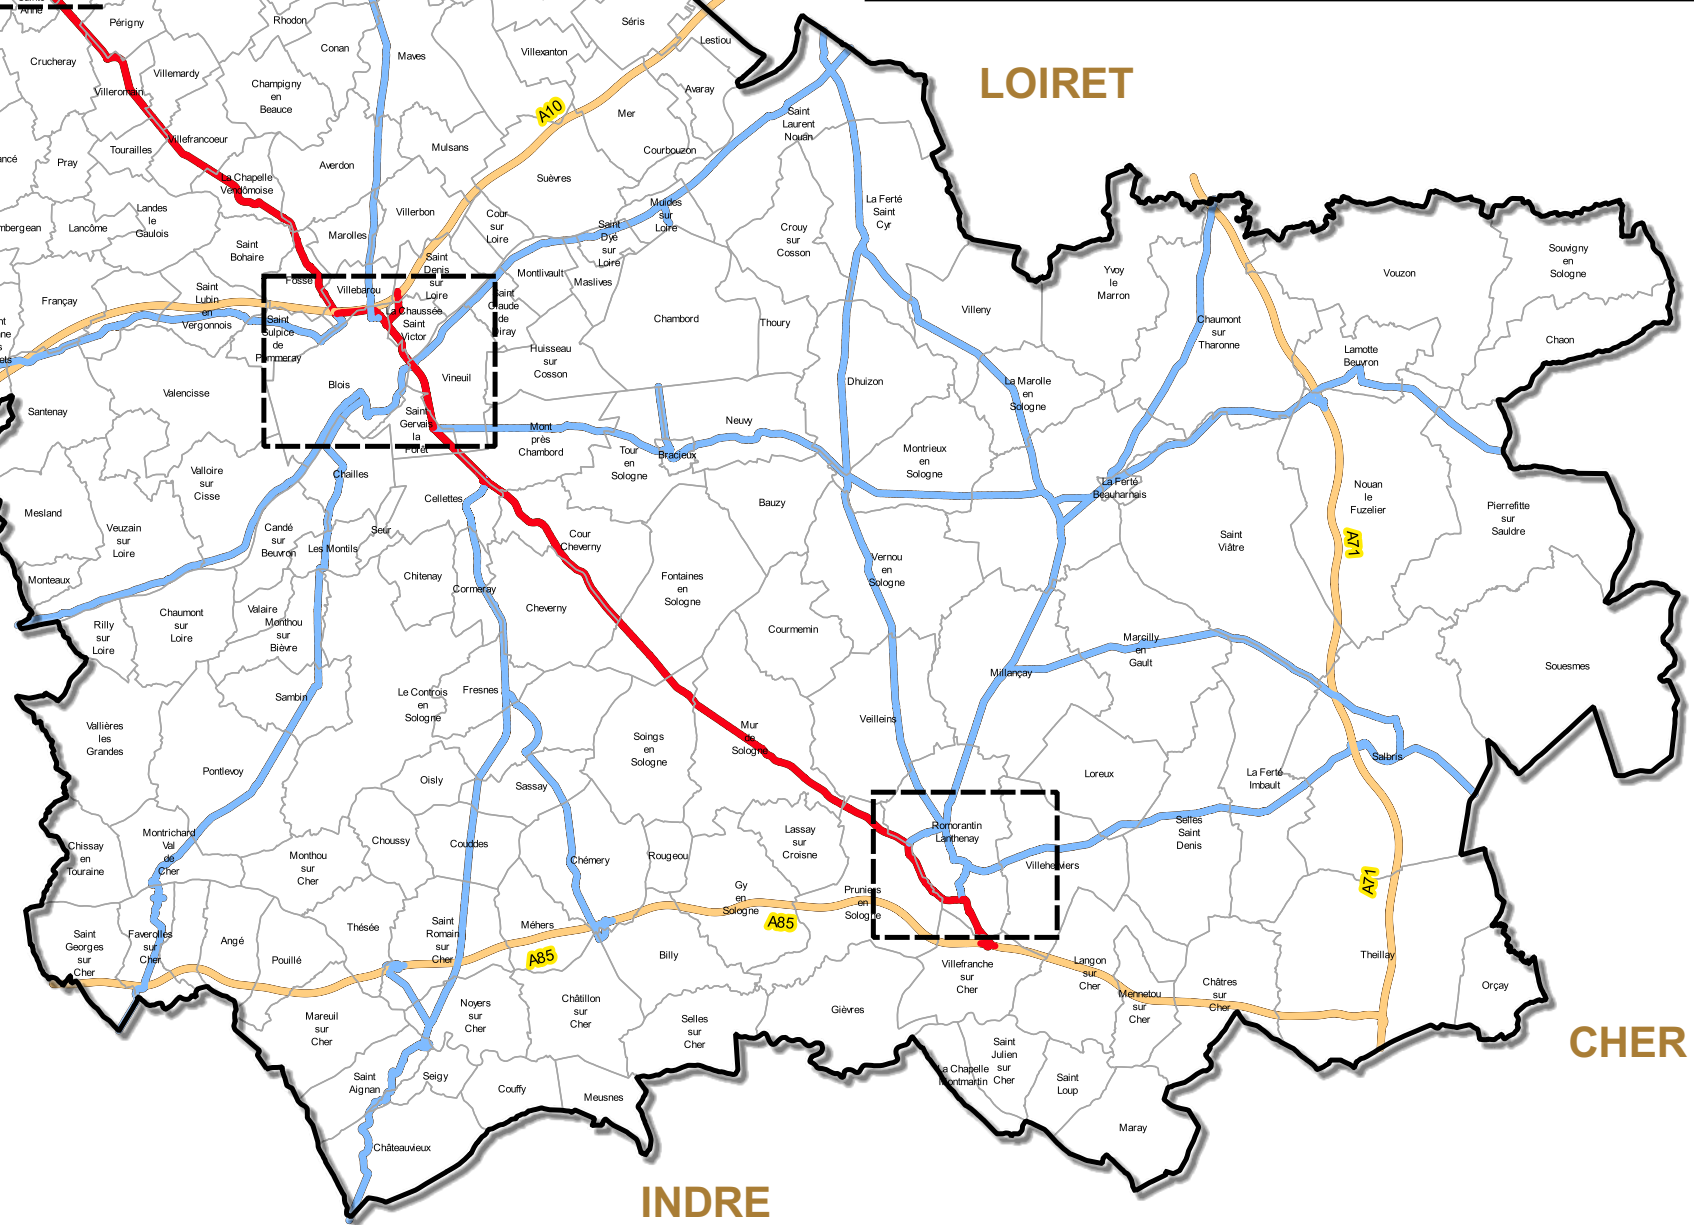 Anne
Périgny
Rhodon
Séris
Lestiou
Conan
Maves
Villexanton
Crucheray
Villemardy
Champigny
en
Beauce
Villeromain
Avaray
LOIRET
A10
Mer
Saint
Laurent
Nouan
Villefrancoeur
Tourailles
Mulsans
Courbouzon
ancé
Pray
Averdon
Suèvres
La Chapelle
Vendômoise
Landes
le
Gaulois
Villerbon
Cour
sur
Loire
Muides
sur
Loire
La Ferté
Saint
Cyr
mbergean
Lancôme
Marolles
Saint
Dyé
sur
Loire
Crouy
sur
Cosson
Saint
Bohaire
Saint
Denis
sur
Loire
Montlivault
Maslives
Yvoy
le
Marron
Vouzon
Souvigny
en
Sologne
Fossé
Villebarou
Françay
Saint
Lubin
en
Vergonnois
Saint
Claude
de
Diray
Chambord
Thoury
Villeny
Chaumont
sur
Tharonne
Chaon
La Chaussée
Saint
Victor
Saint
Sulpice
de
Pommeray
Huisseau
sur
Cosson
Lamotte
Beuvron
Blois
Vineuil
Dhuizon
La Marolle
en
Sologne
Valencisse
Santenay
Saint
Gervais
la
Forêt
Mont
près
Chambord
Neuvy
Tour
en
Sologne
Bracieux
Montrieux
en
Sologne
Valloire
sur
Cisse
Chailles
Cellettes
Bauzy
La Ferté
Beauharnais
Nouan
le
Fuzelier
Pierrefitte
sur
Sauldre
Mesland
Veuzain
sur
Loire
Candé
sur
Beuvron
Seur
Les Montils
Cour
Cheverny
Saint
Viâtre
A71
Monteaux
Chitenay
Cormeray
Cheverny
Fontaines
en
Sologne
Vernou
en
Sologne
Rilly
sur
Loire
Chaumont
sur
Loire
Valaire
Monthou
sur
Bièvre
Courmemin
Marcilly
en
Gault
Souesmes
Millançay
Sambin
Le Controis
en
Sologne
Fresnes
Veilleins
Vallières
les
Grandes
Soings
en
Sologne
Mur
de
Sologne
Pontlevoy
Oisly
Sassay
Loreux
La Ferté
Imbault
Salbris
Chissay
en
Touraine
Montrichard
Val
de
Cher
Monthou
sur
Cher
Choussy
Couddes
Chémery
Rougeou
Lassay
sur
Croisne
Romorantin
Lanthenay
Villeherviers
Selles
Saint
Denis
A71
Gy
en
Sologne
Pruniers
en
Sologne
A85
Saint
Georges
sur
Cher
Faverolles
sur
Cher
Angé
Pouillé
Thésée
Saint
Romain
sur
Cher
Méhers
A85
Billy
Villefranche
sur
Cher
Langon
sur
Cher
Mennetou
sur
Cher
Châtres
sur
Cher
Theillay
Orçay
Mareuil
sur
Cher
Noyers
sur
Cher
Châtillon
sur
Cher
Selles
sur
Cher
Gièvres
CHER
Saint
Aignan
Seigy
Couffy
Meusnes
La Chapelle
Montmartin
Saint
Julien
sur
Cher
Saint
Loup
Maray
Châteauvieux
INDRE